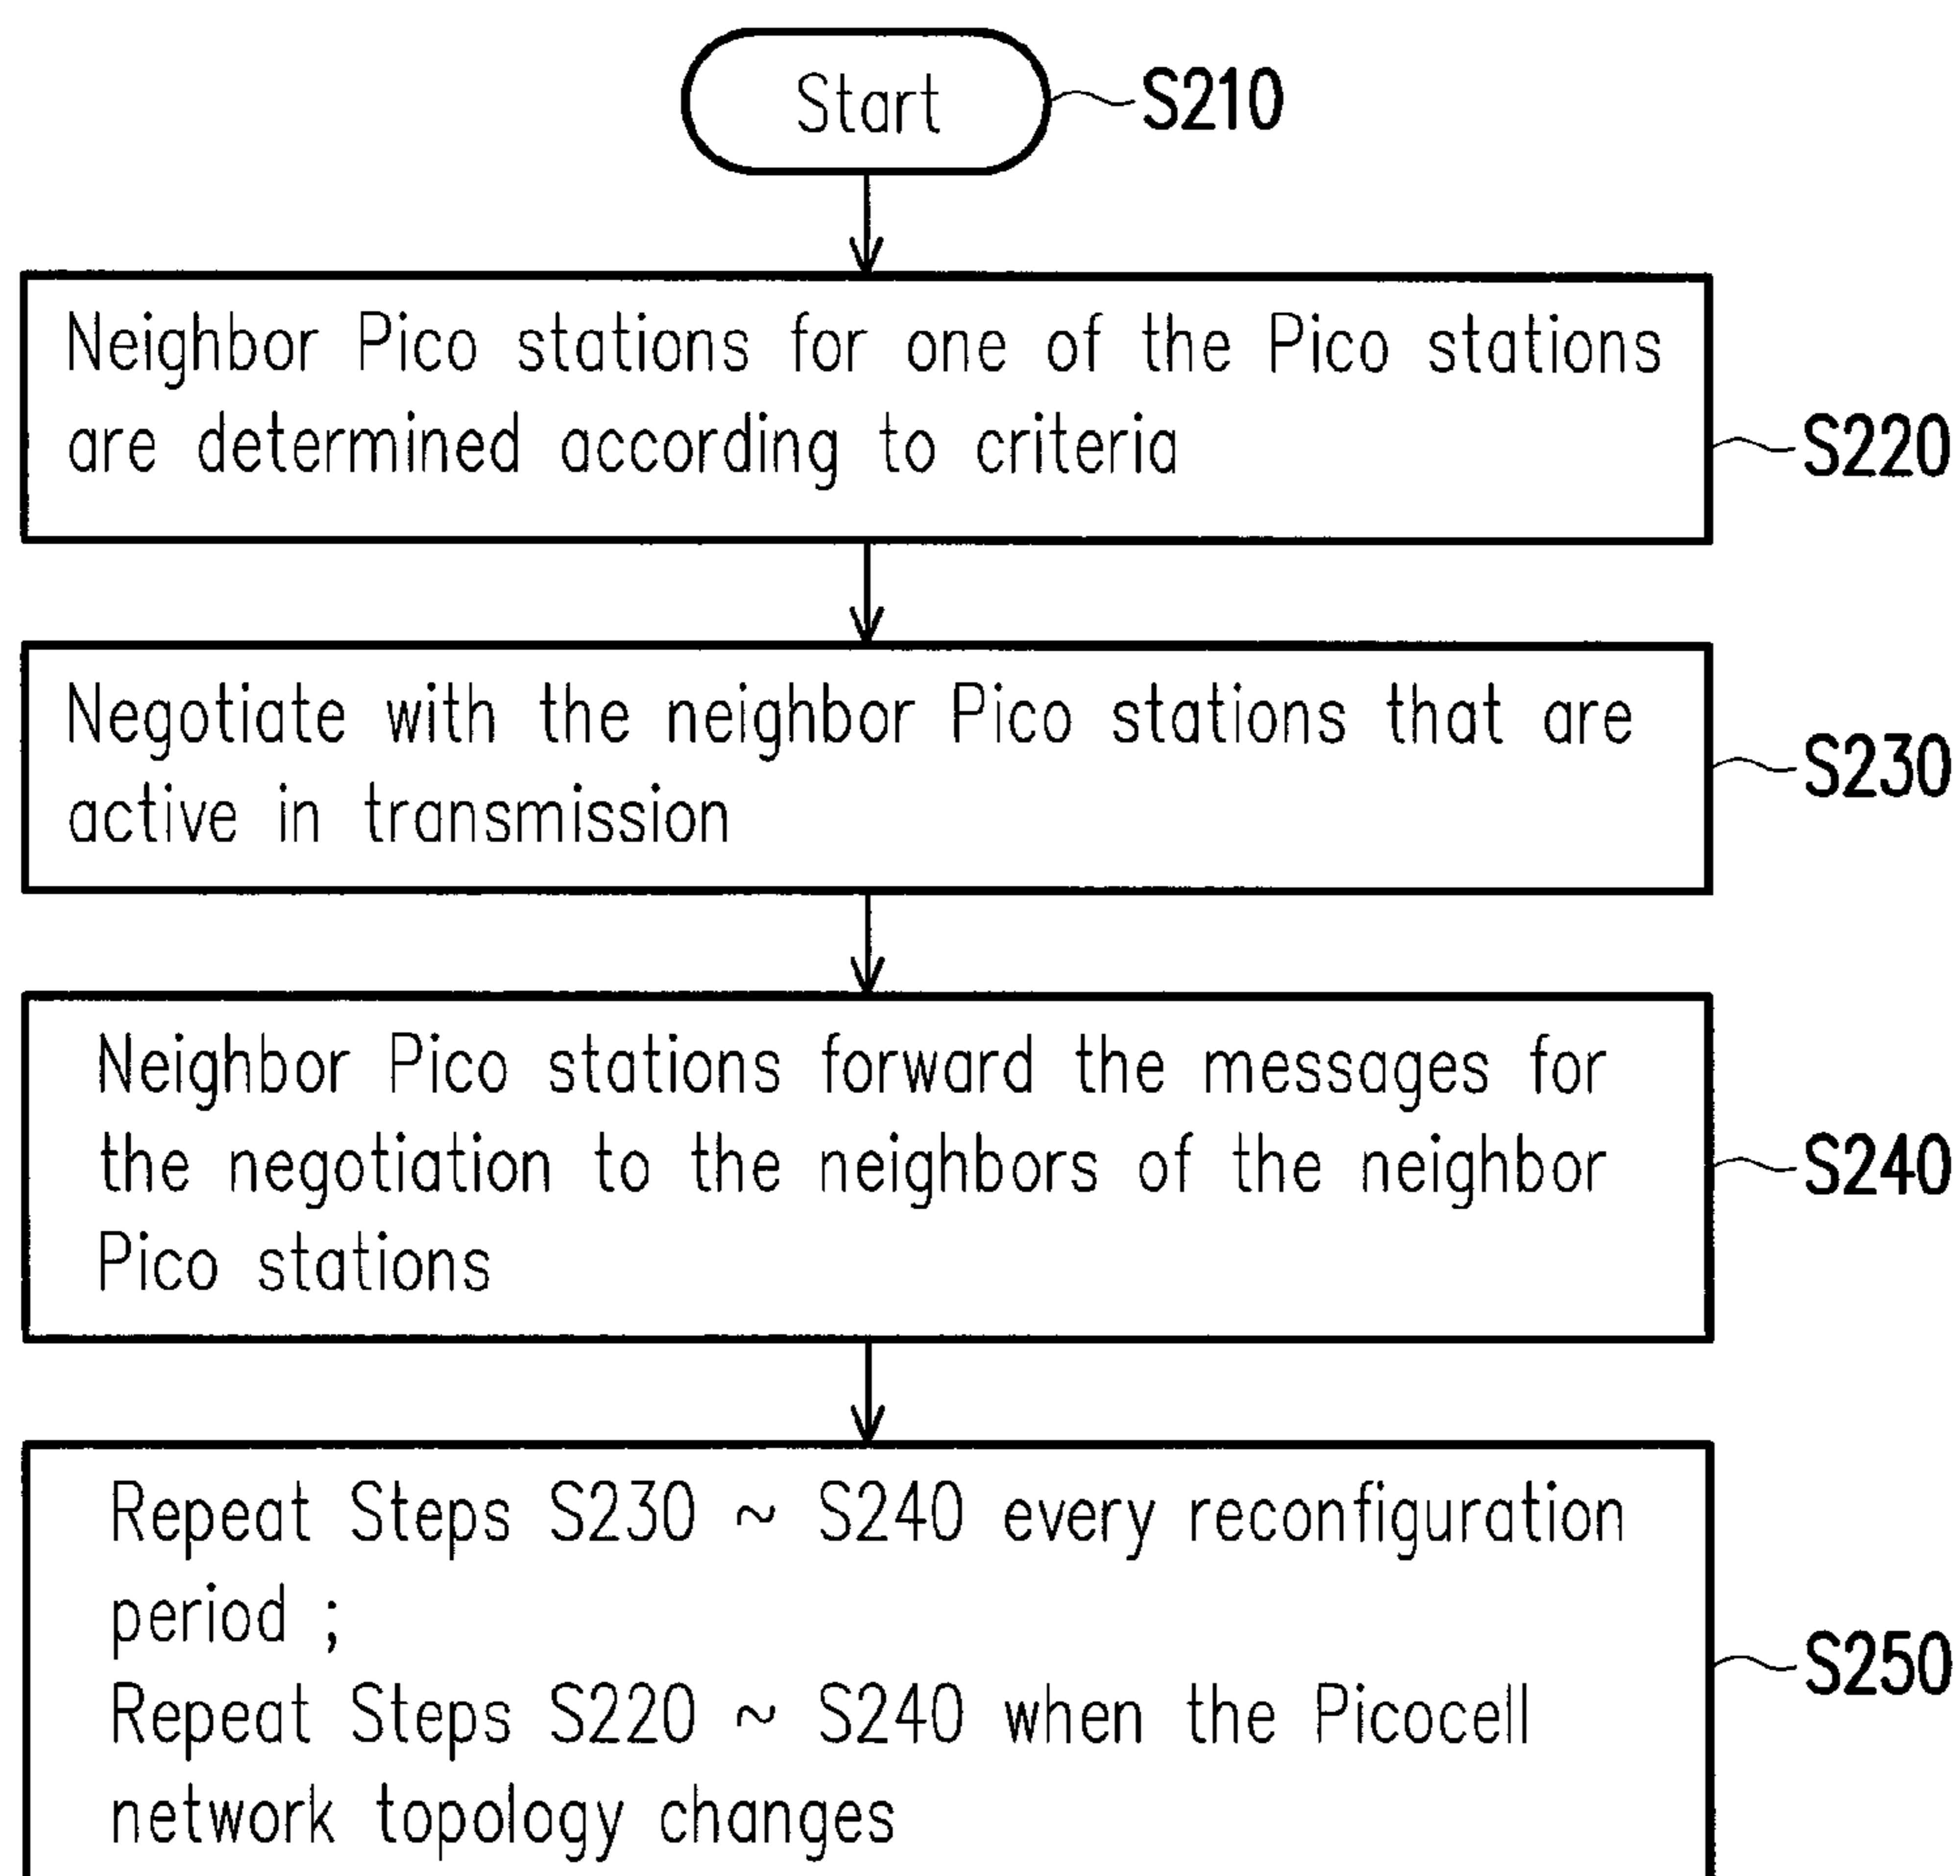 Start
S210
Neighbor Pico stations for one of the Pico stations
are determined according to criteria
S220
Negotiate with the neighbor Pico stations that are
active in transmission
S230
Neighbor Pico stations forward the messages for
the negotiation to the neighbors of the neighbor
Pico stations
S240
Repeat Steps S230 ~ S240 every reconfiguration
period ;
Repeat Steps S220 ~ S240 when the Picocell
network topology changes
S250